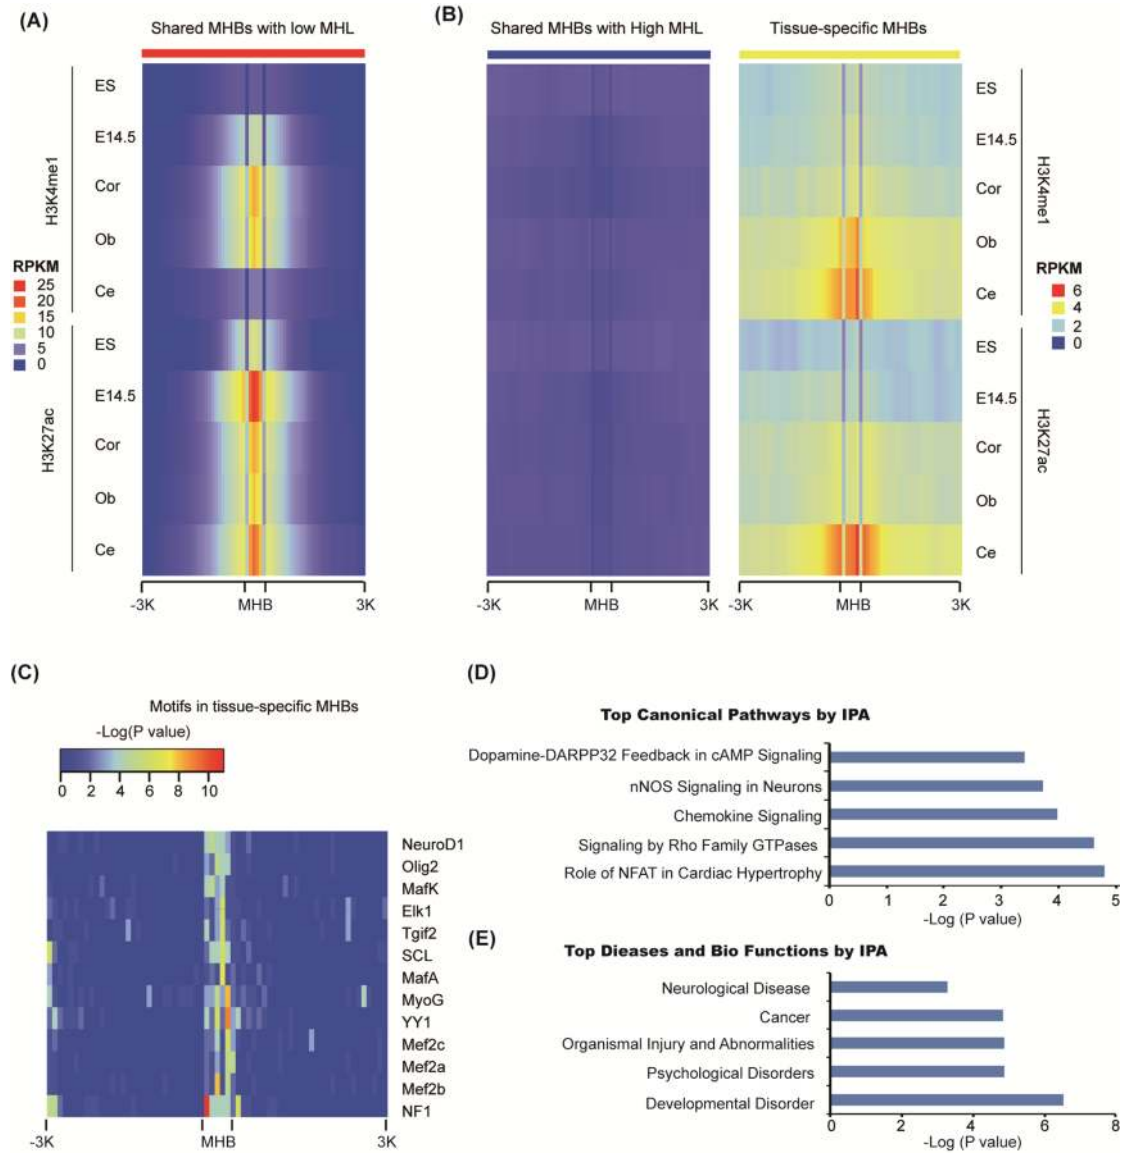 (A)
Shared MHBs with low MHL
H3K4me1
ES
E14.5
Cor
Ob
Ce
H3K27ac
ES
E14.5
Cor
Ob
Ce
RPKM
25
20
15
10
5
0
-3K MHB 3K
(B)
Shared MHBs with High MHL
Tissue-specific MHBs
ES
E14.5
Cor
Ob
Ce
H3K4me1
ES
E14.5
Cor
Ob
Ce
H3K27ac
RPKM
6
4
2
0
-3K MHB 3K
-3K MHB 3K
(C)
Motifs in tissue-specific MHBs
-Log(P value)
0 2 4 6 8 10
NeuroD1
Olig2
MafK
Elk1
Tgif2
SCL
MafA
MyoG
YY1
Mef2c
Mef2a
Mef2b
NF1
-3K MHB 3K
(D)
Top Canonical Pathways by IPA
Dopamine-DARPP32 Feedback in cAMP Signaling
nNOS Signaling in Neurons
Chemokine Signaling
Signaling by Rho Family GTPases
Role of NFAT in Cardiac Hypertrophy
0 1 2 3 4 5
-Log (P value)
(E)
Top Diseases and Bio Functions by IPA
Neurological Disease
Cancer
Organismal Injury and Abnormalities
Psychological Disorders
Developmental Disorder
0 2 4 6 8
-Log (P value)